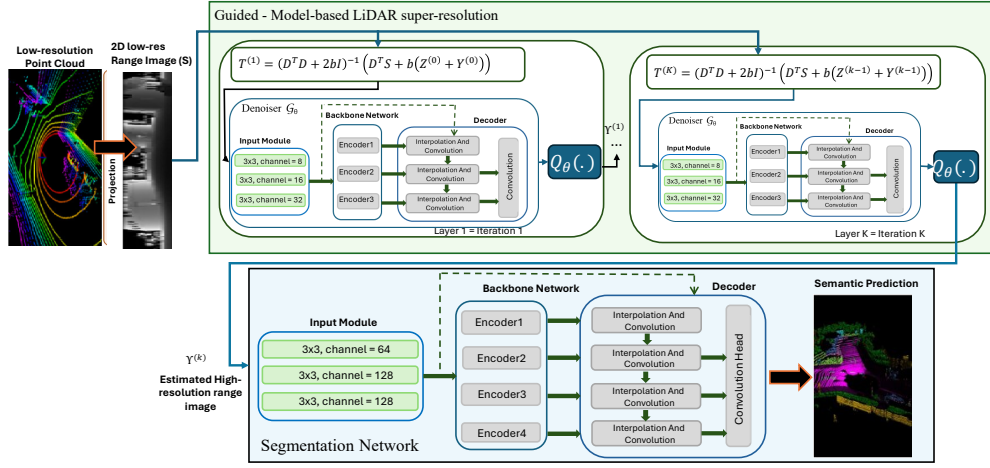 Guided - Model-based LiDAR super-resolution
Low-resolution
Point Cloud
2D low-res
Range Image (S)
Projection
T^{(1)} = (D^T D + 2bI)^{-1} (D^T S + b(Z^{(0)} + Y^{(0)}))
Denoiser 𝒢_θ
Backbone Network
Decoder
Input Module
3x3, channel = 8
3x3, channel = 16
3x3, channel = 32
Encoder1
Encoder2
Encoder3
Interpolation And
Convolution
Interpolation And
Convolution
Interpolation And
Convolution
Convolution
Q_θ(.)
Υ^{(1)}
...
Layer 1 = Iteration 1
T^{(K)} = (D^T D + 2bI)^{-1} (D^T S + b(Z^{(k-1)} + Y^{(k-1)}))
Denoiser 𝒢_θ
Backbone Network
Decoder
Input Module
3x3, channel = 8
3x3, channel = 16
3x3, channel = 32
Encoder1
Encoder2
Encoder3
Interpolation And
Convolution
Interpolation And
Convolution
Interpolation And
Convolution
Convolution
Q_θ(.)
Layer K = Iteration K
Υ^{(k)}
Estimated High-
resolution range
image
Input Module
3x3, channel = 64
3x3, channel = 128
3x3, channel = 128
Segmentation Network
Backbone Network
Encoder1
Encoder2
Encoder3
Encoder4
Decoder
Interpolation And
Convolution
Interpolation And
Convolution
Interpolation And
Convolution
Interpolation And
Convolution
Convolution Head
Semantic Prediction